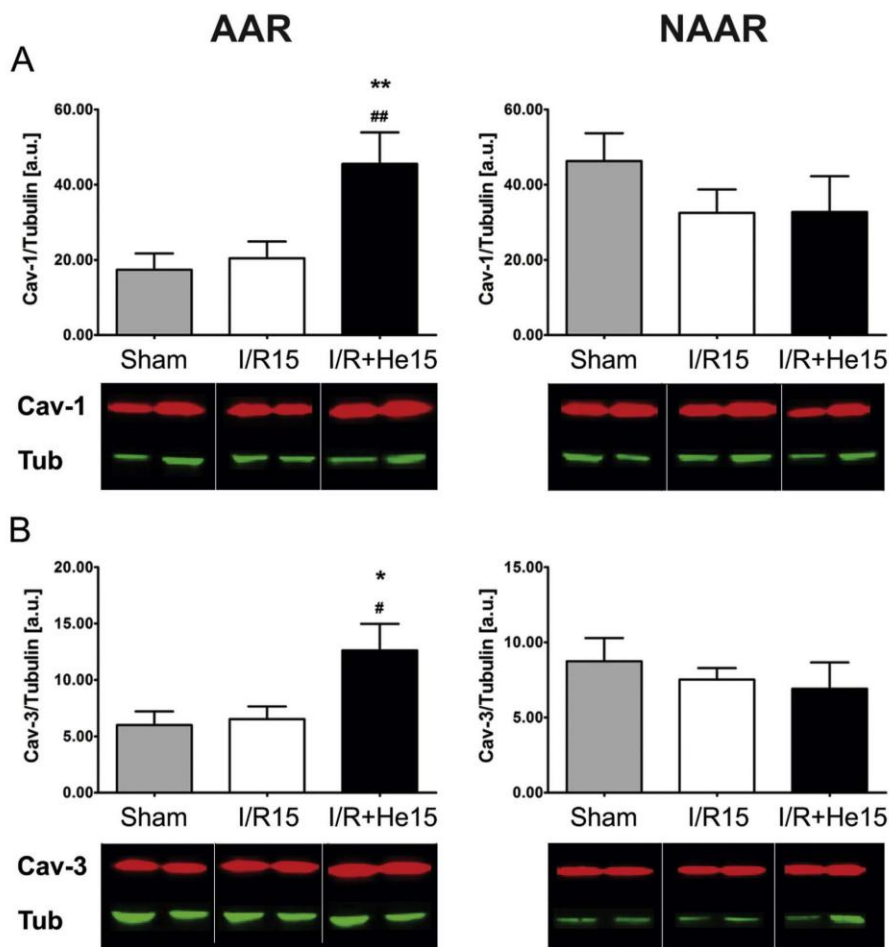 AAR
NAAR
A
Cav-1/Tubulin [a.u.]
60.00
40.00
20.00
0.00
**
##
Sham I/R15 I/R+He15
Cav-1/Tubulin [a.u.]
60.00
40.00
20.00
0.00
Sham I/R15 I/R+He15
Cav-1
Tub
B
Cav-3/Tubulin [a.u.]
20.00
15.00
10.00
5.00
0.00
*
#
Sham I/R15 I/R+He15
Cav-3/Tubulin [a.u.]
15.00
10.00
5.00
0.00
Sham I/R15 I/R+He15
Cav-3
Tub